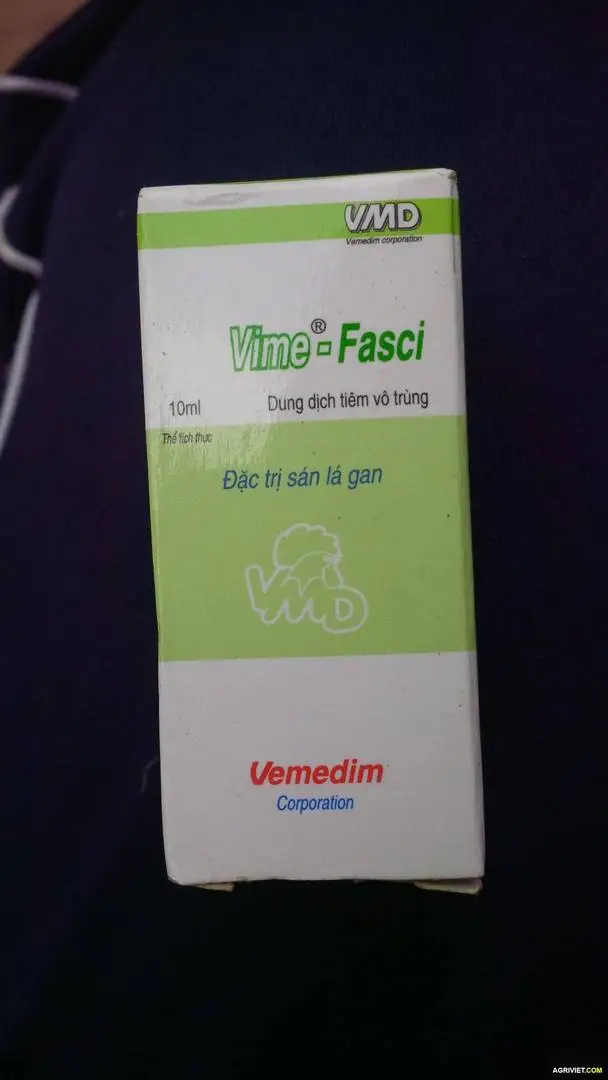 VMD
Vemedim corporation
Vime®-Fasci
10ml
Dung dịch tiêm vô trùng
Thể tích thực
Đặc trị sán lá gan
VMD
Vemedim
Corporation
AGRIVIET.COM